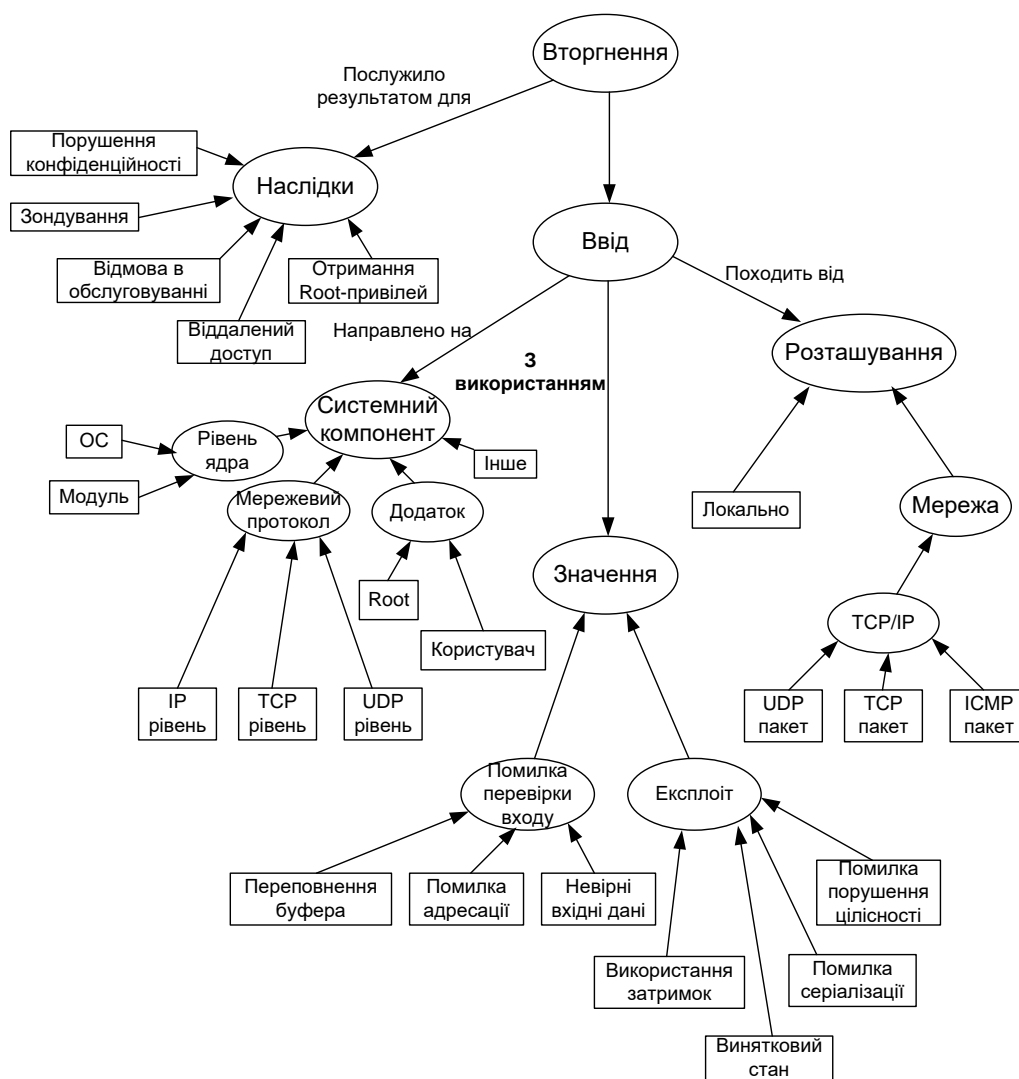 Вторгнення
Послужило
результатом для
Порушення
конфіденційності
Наслідки
Зондування
Ввід
Відмова в
обслуговуванні
Отримання
Root-привілей
Походить від
Віддалений
доступ
Направлено на
З
використанням
Розташування
Системний
компонент
ОС
Рівень
ядра
Інше
Модуль
Мережевий
протокол
Додаток
Локально
Мережа
Значення
Root
TCP/IP
Користувач
IP
рівень
TCP
рівень
UDP
рівень
UDP
пакет
TCP
пакет
ICMP
пакет
Помилка
перевірки
входу
Експлоіт
Переповнення
буфера
Помилка
адресації
Невірні
вхідні дані
Помилка
порушення
цілісності
Використання
затримок
Помилка
серіалізації
Винятковий
стан